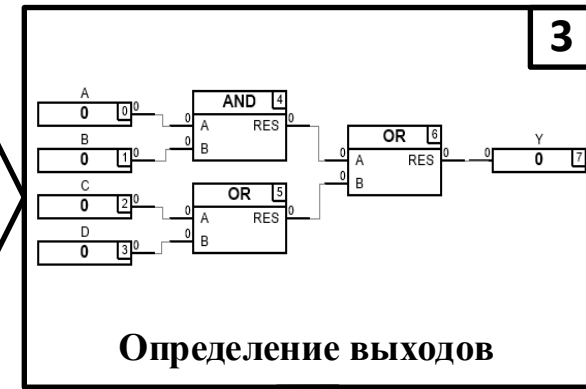 3
A
0 0 0
B
0 1 0
C
0 2 0
D
0 3 0
AND 4
0 A RES 0
0 B
OR 5
0 A RES 0
0 B
OR 6
0 A RES 0
0 B
Y
0 0 7
Определение выходов